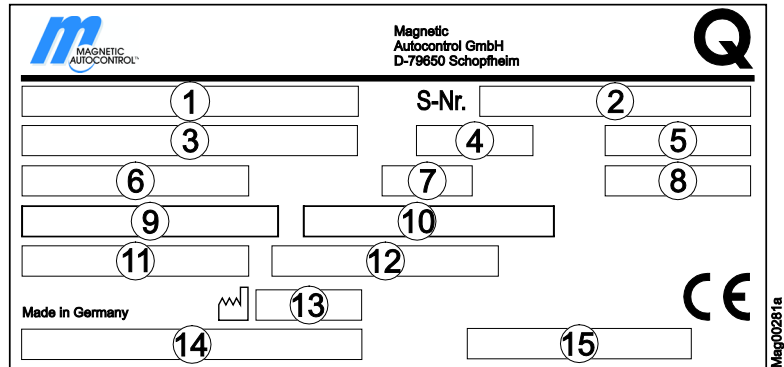 MAGNETIC
AUTOCONTROL™
Magnetic
Autocontrol GmbH
D-79650 Schopfheim
Q
1
S-Nr.
2
3
4
5
6
7
8
9
10
11
12
13
Made in Germany
CE
14
15
Mag00281a